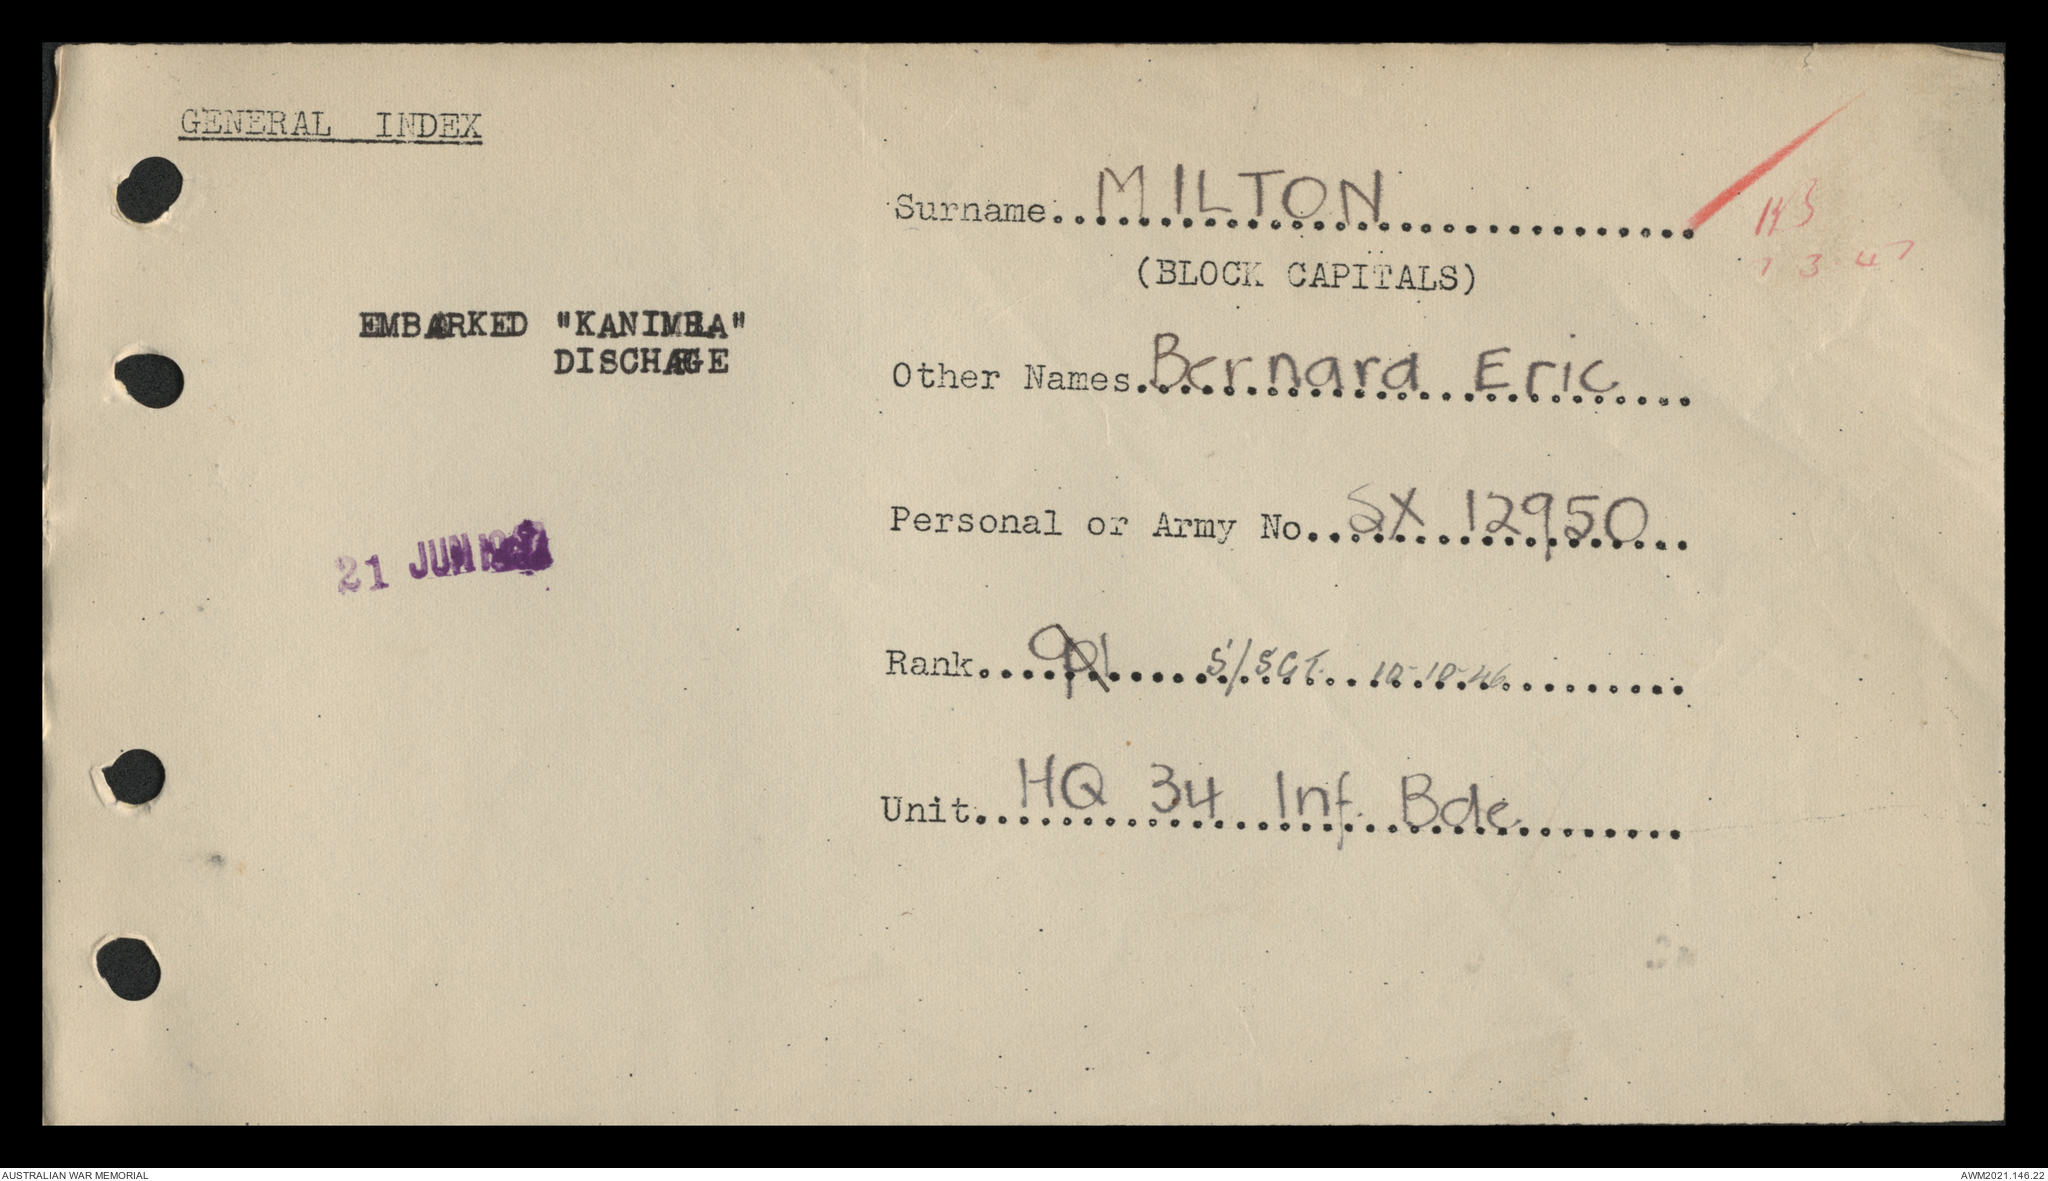 GENERAL INDEX
Surname..MILTON
(BLOCK CAPITALS)
EMBARKED "KANIMBLA"
DISCHARGE
Other Names.Bernard Eric
Personal or Army No..SX 12950
21 JUN
Rank....Cpl S/SGT. 10-10-46
Unit...HQ 34 Inf. Bde
AUSTRALIAN WAR MEMORIAL
AWM2021.146.22